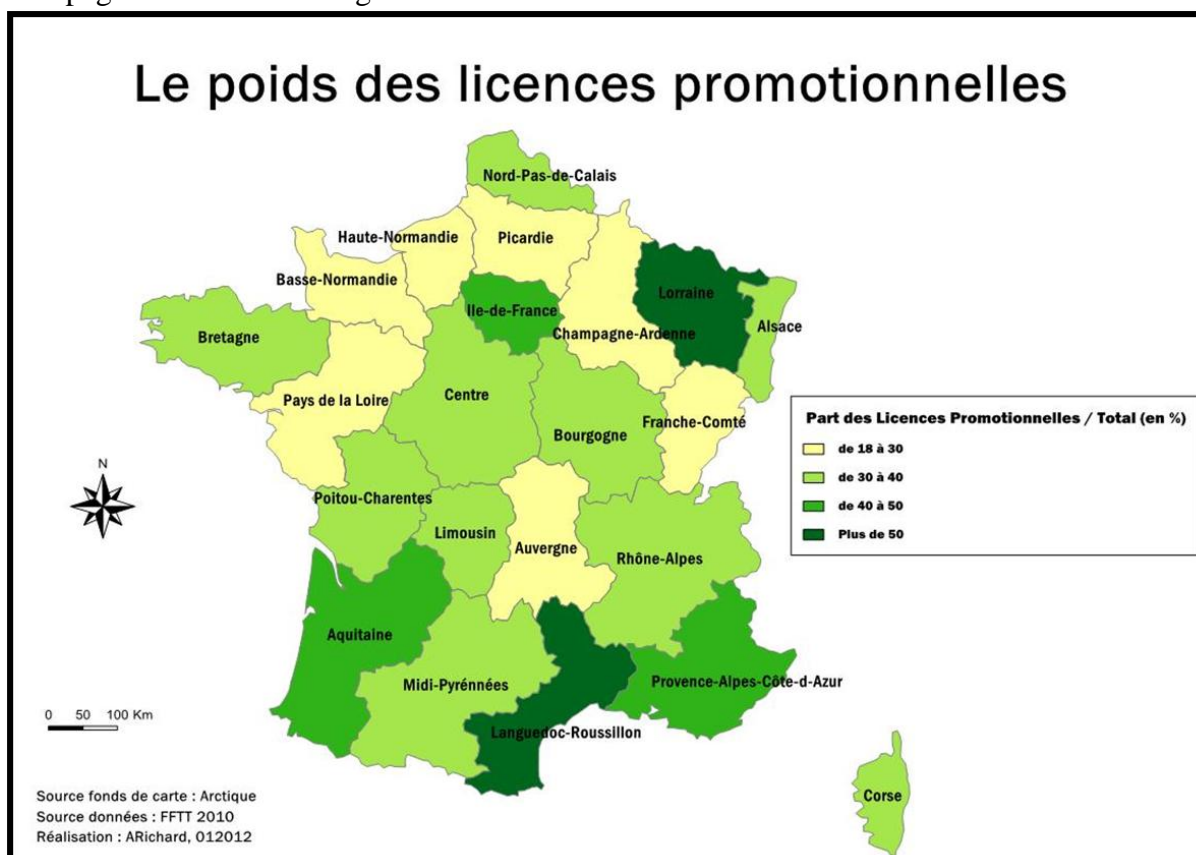 Le poids des licences promotionnelles
Nord-Pas-de-Calais
Haute-Normandie
Picardie
Basse-Normandie
Ile-de-France
Lorraine
Champagne-Ardenne
Alsace
Bretagne
Pays de la Loire
Centre
Bourgogne
Franche-Comté
Poitou-Charentes
Limousin
Auvergne
Rhône-Alpes
Aquitaine
Midi-Pyrénnées
Provence-Alpes-Côte-d-Azur
Languedoc-Roussillon
Corse
N
Part des Licences Promotionnelles / Total (en %)
de 18 à 30
de 30 à 40
de 40 à 50
Plus de 50
0 50 100 Km
Source fonds de carte : Arctique
Source données : FFTT 2010
Réalisation : ARichard, 012012